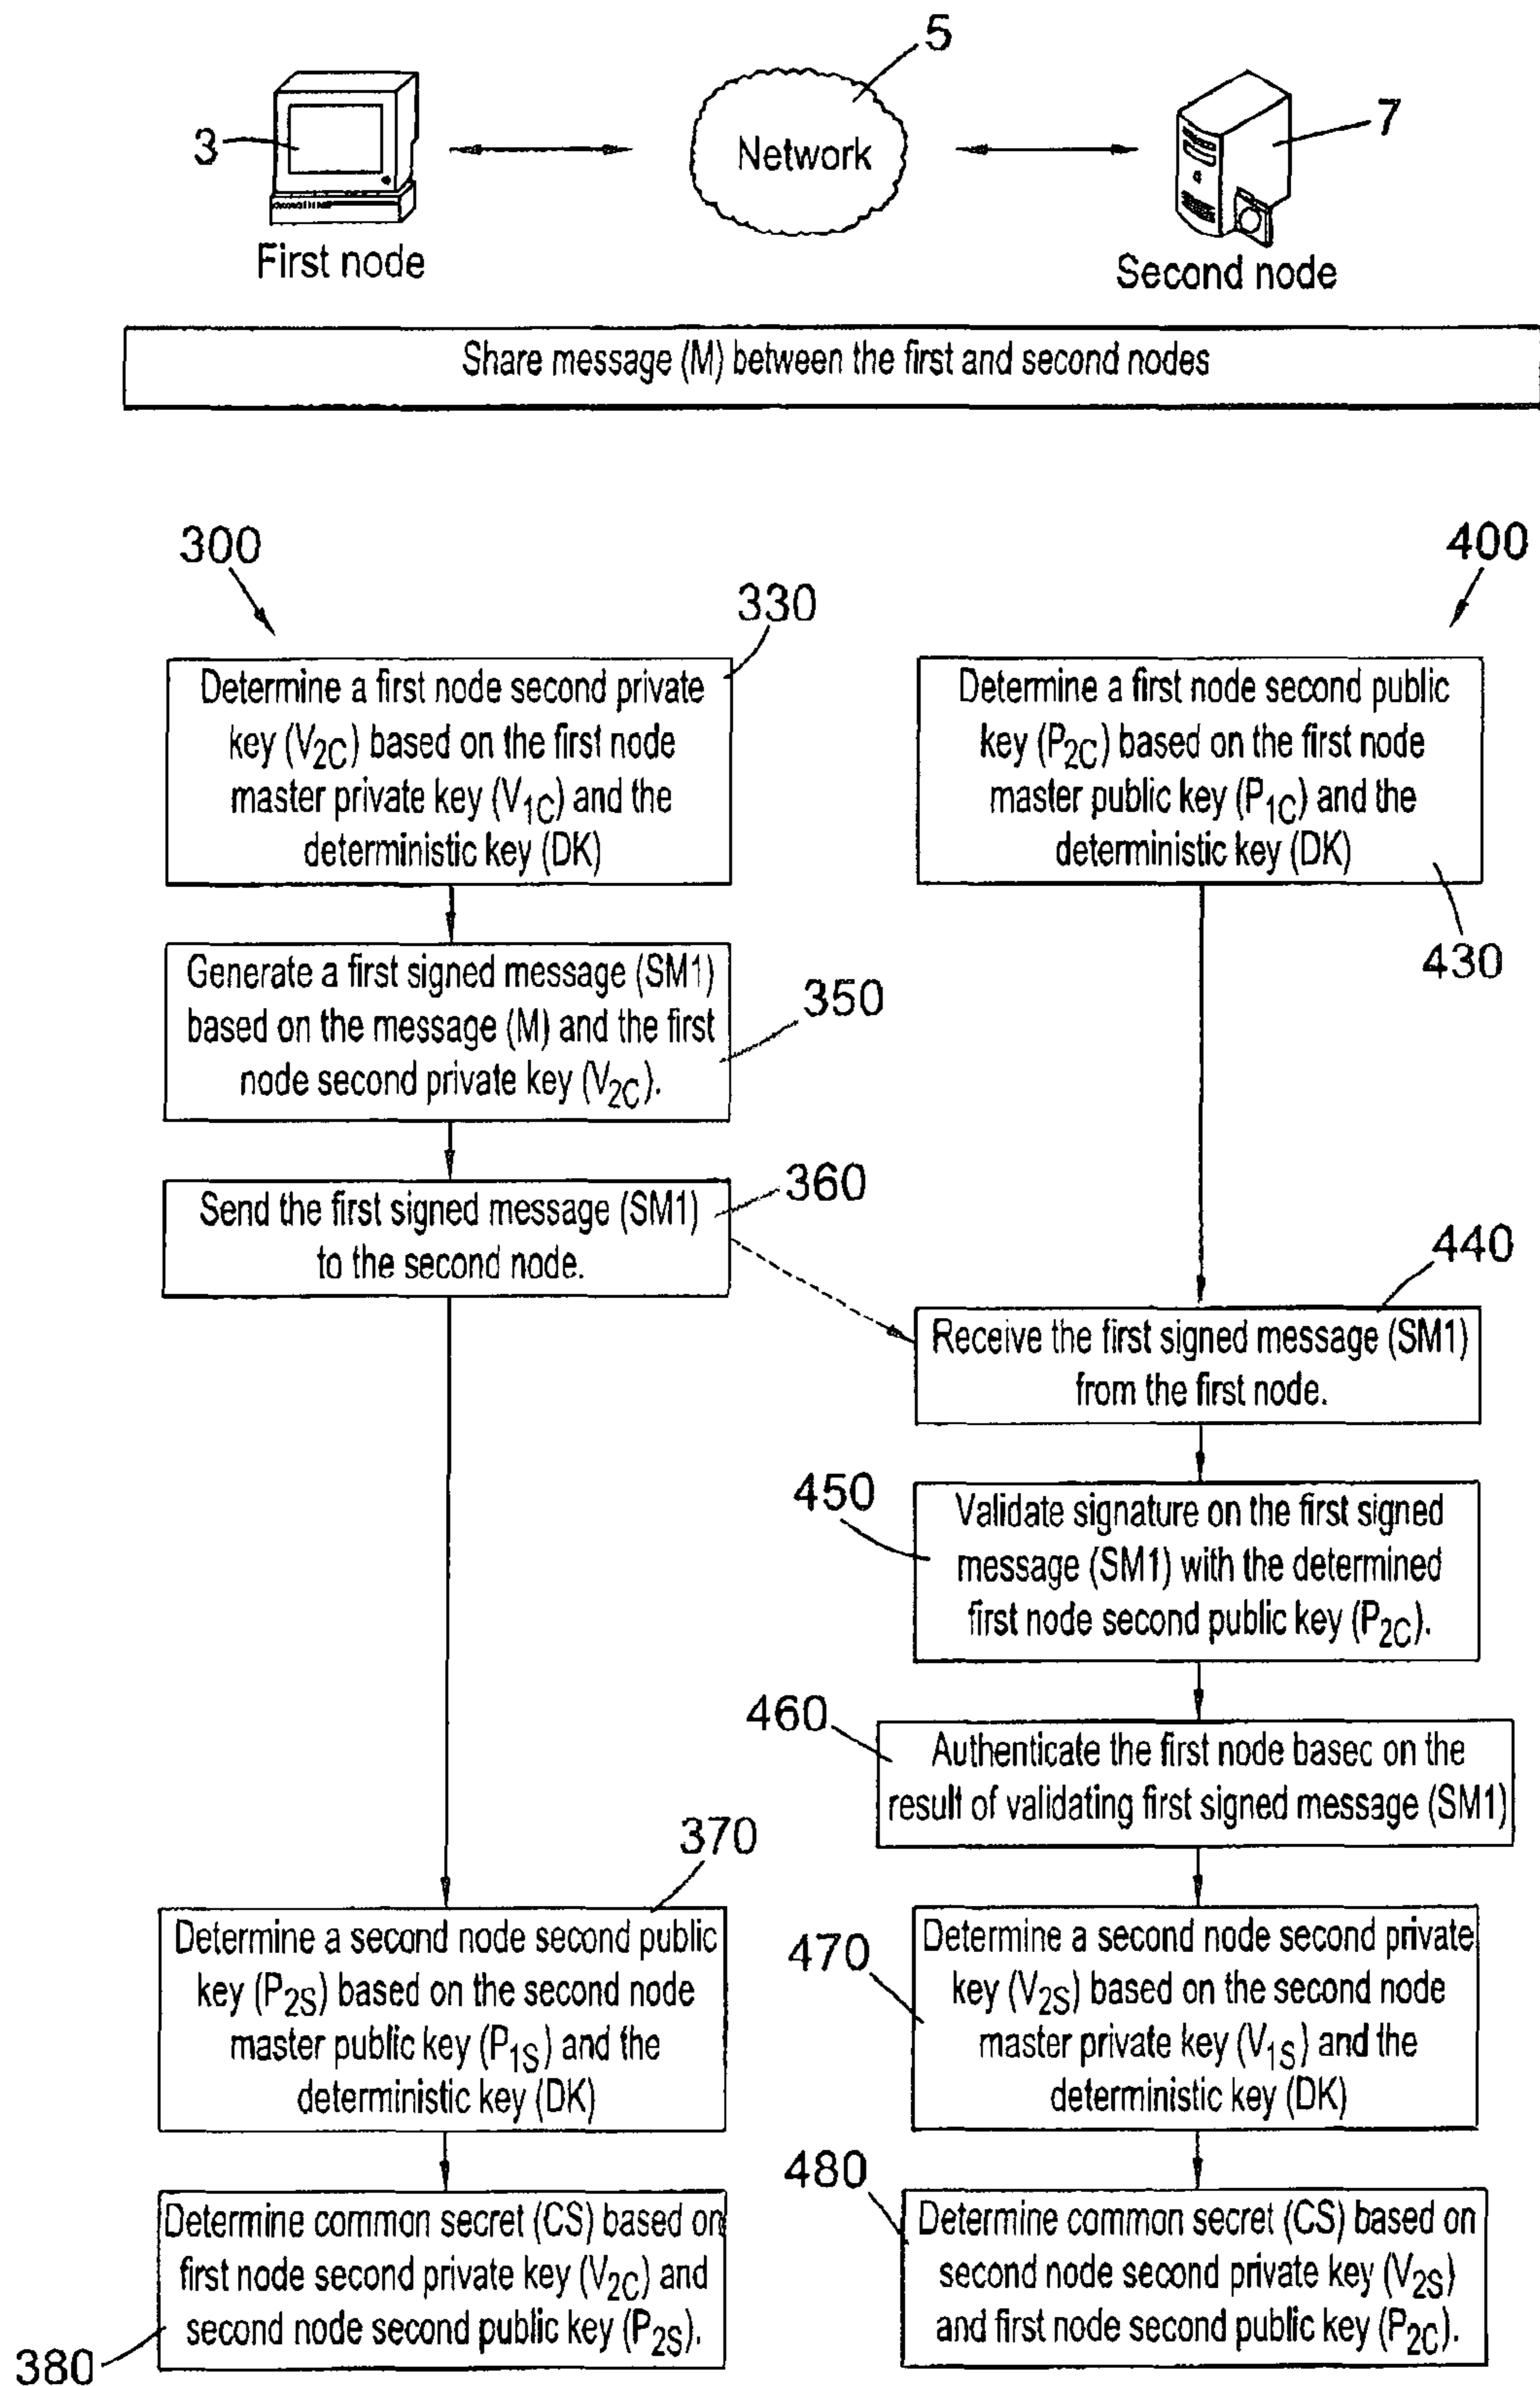 5
3
Network
7
First node
Second node
Share message (M) between the first and second nodes
300
400
330
Determine a first node second private
key (V2C) based on the first node
master private key (V1C) and the
deterministic key (DK)
Determine a first node second public
key (P2C) based on the first node
master public key (P1C) and the
deterministic key (DK)
430
Generate a first signed message (SM1)
based on the message (M) and the first
node second private key (V2C).
350
Send the first signed message (SM1)
to the second node.
360
440
Receive the first signed message (SM1)
from the first node.
450
Validate signature on the first signed
message (SM1) with the determined
first node second public key (P2C).
460
Authenticate the first node based on the
result of validating first signed message (SM1)
370
Determine a second node second public
key (P2S) based on the second node
master public key (P1S) and the
deterministic key (DK)
470
Determine a second node second private
key (V2S) based on the second node
master private key (V1S) and the
deterministic key (DK)
Determine common secret (CS) based on
first node second private key (V2C) and
second node second public key (P2S).
380
480
Determine common secret (CS) based on
second node second private key (V2S)
and first node second public key (P2C).